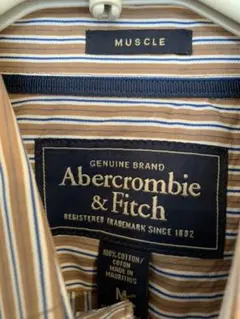 MUSCLE
GENUINE BRAND
Abercrombie
& Fitch
REGISTERED TRADEMARK SINCE 1892
100% COTTON/
COTON
MADE IN
MAURITIUS
M